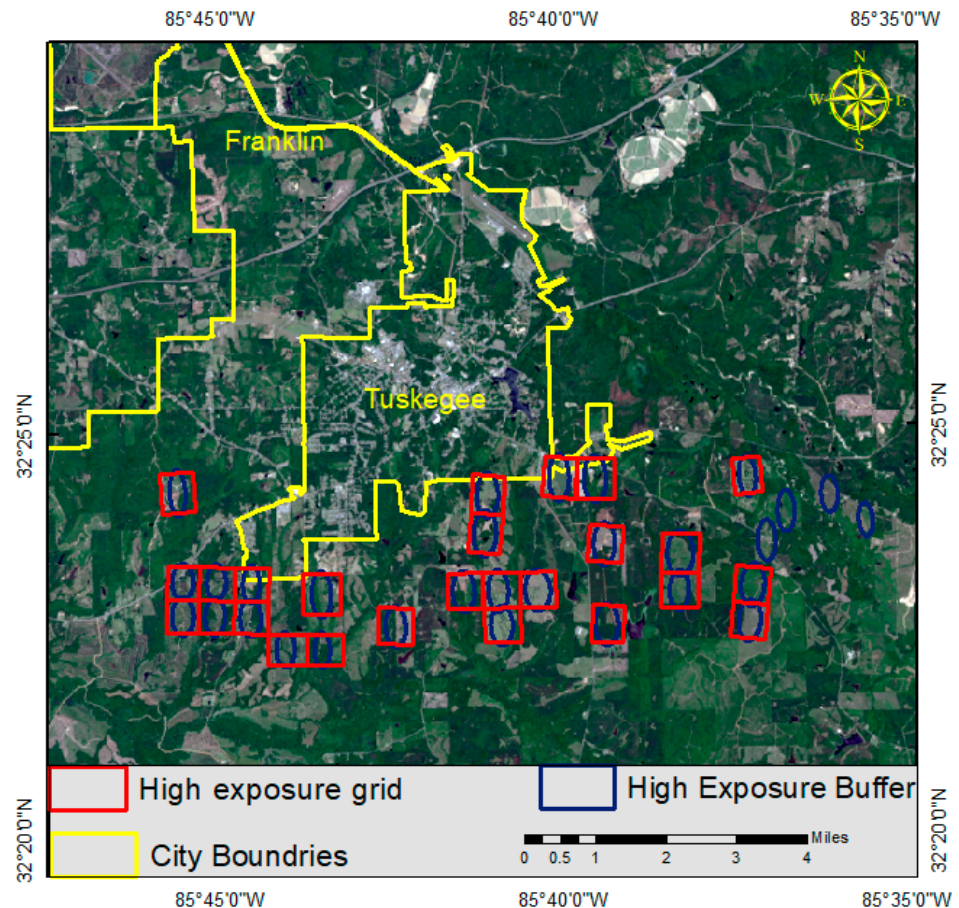 85°45'0"W 85°40'0"W 85°35'0"W
N
W E
S
Franklin
Tuskegee
32°25'0"N 32°25'0"N
High exposure grid High Exposure Buffer
City Boundries Miles
0 0.5 1 2 3 4
32°20'0"N 32°20'0"N
85°45'0"W 85°40'0"W 85°35'0"W